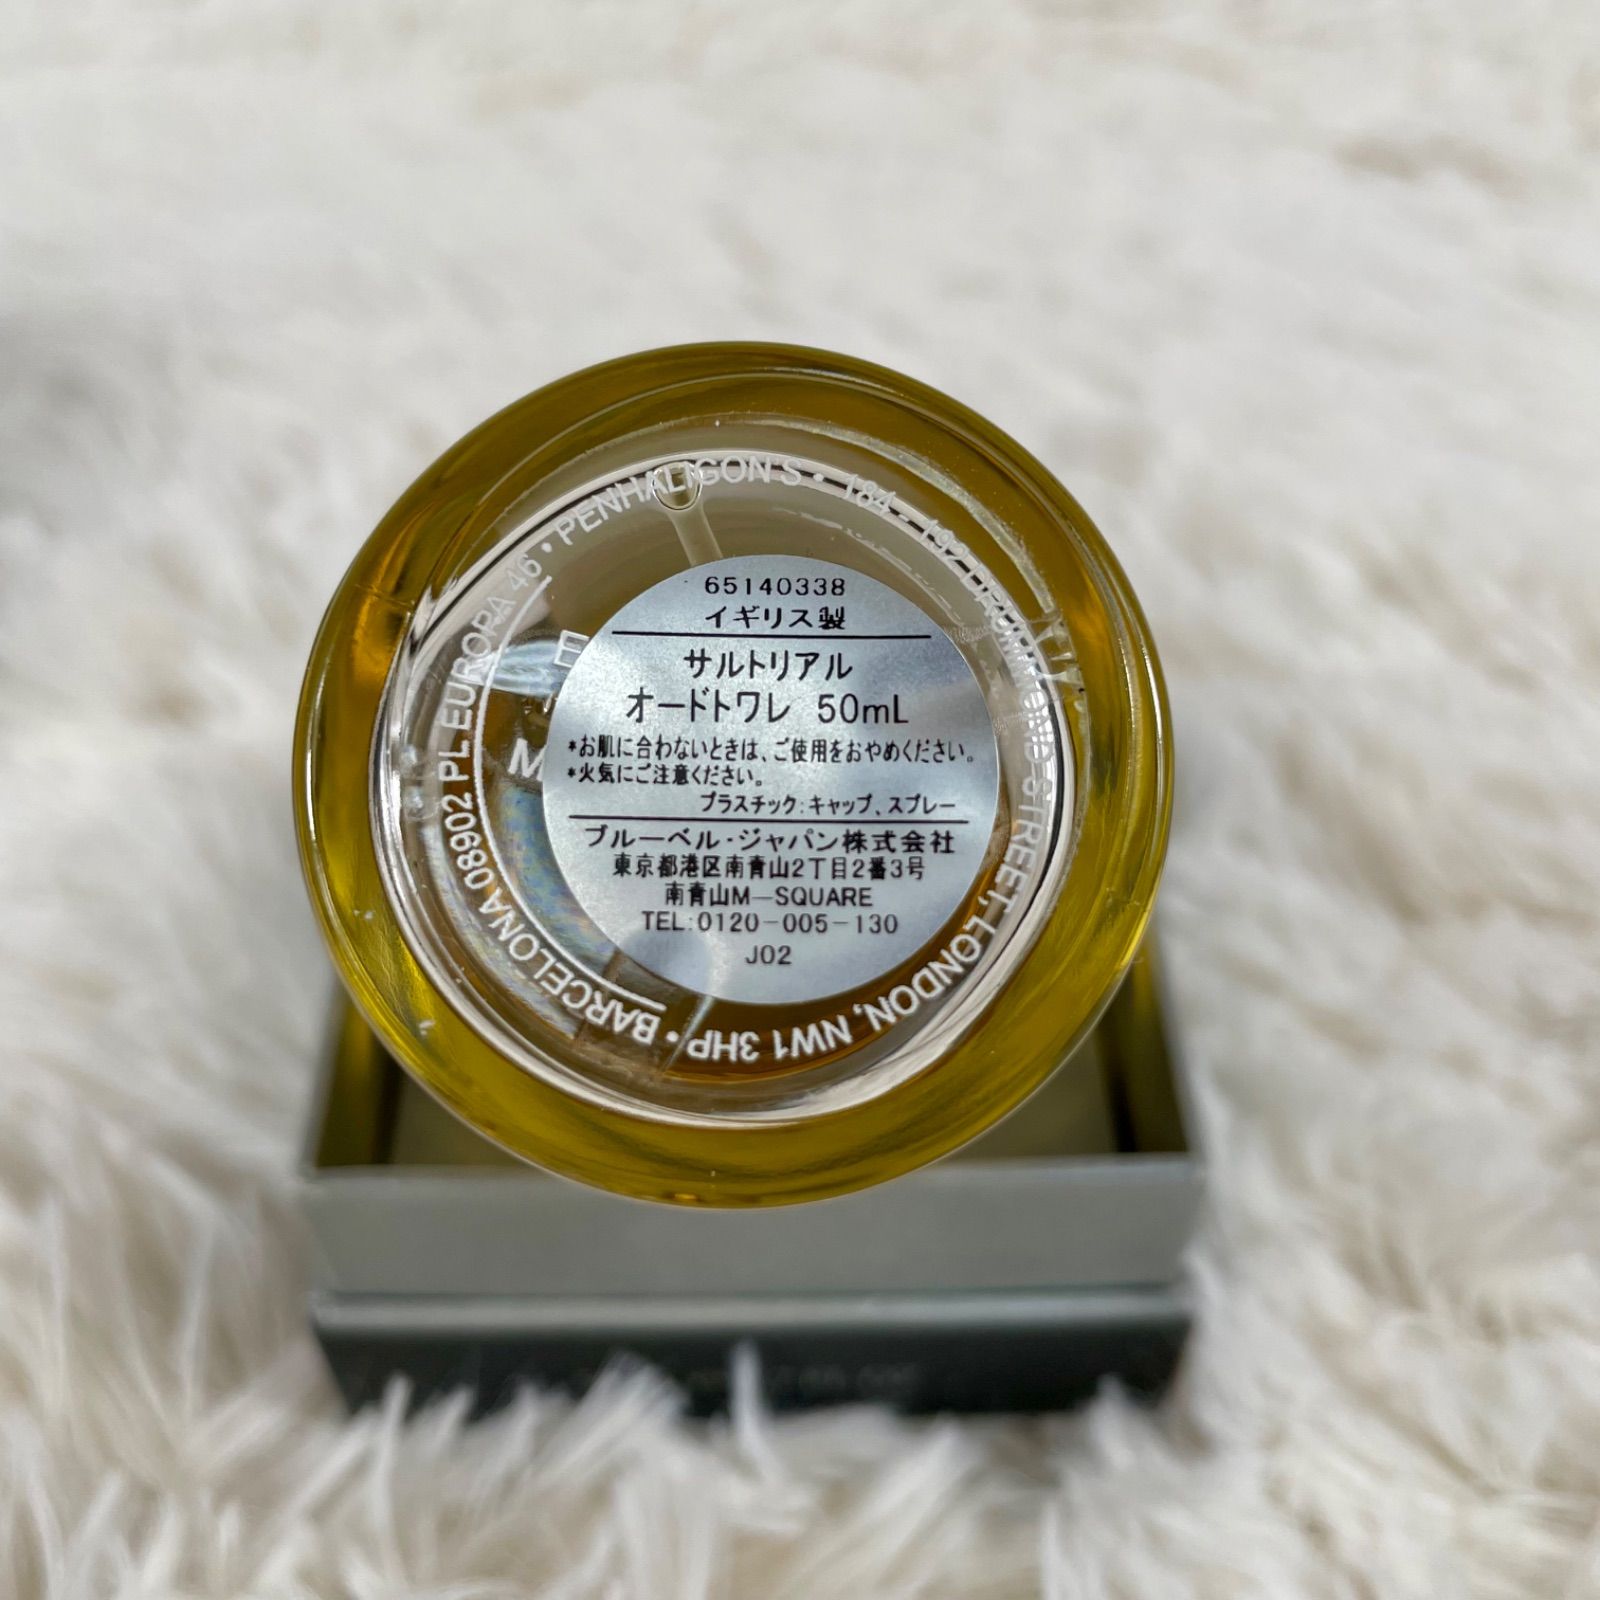 PENHALIGON'S • 184 - 192 DRUMMOND STREET, LONDON, NW1 3HP • BARCELONA 08902 PL EUROPA 46 •
65140338
イギリス製
サルトリアル
オードトワレ 50mL
*お肌に合わないときは、ご使用をおやめください。
*火気にご注意ください。
プラスチック:キャップ、スプレー
ブルーベル・ジャパン株式会社
東京都港区南青山2丁目2番3号
南青山M—SQUARE
TEL:0120-005-130
J02